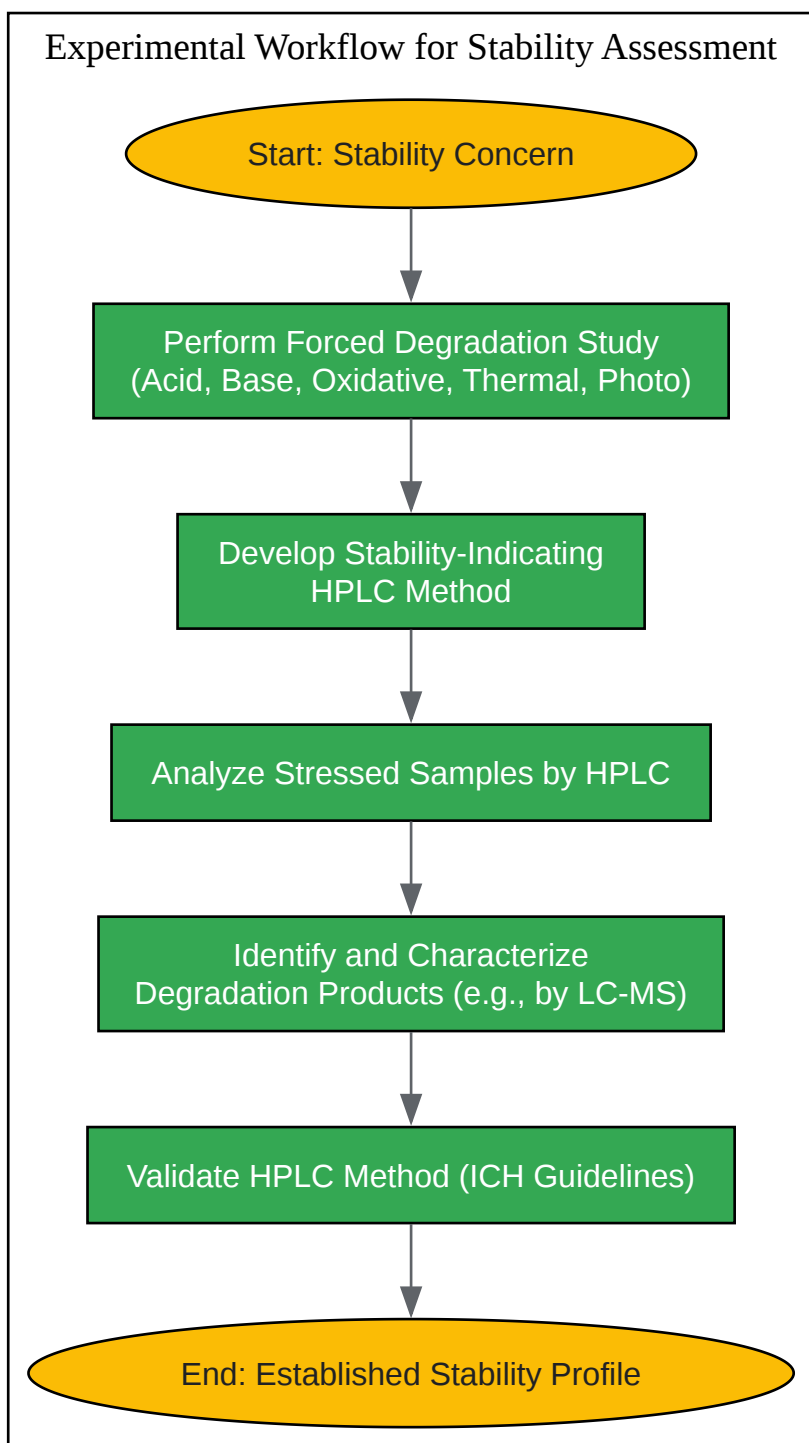 Experimental Workflow for Stability Assessment
Start: Stability Concern
Perform Forced Degradation Study
(Acid, Base, Oxidative, Thermal, Photo)
Develop Stability-Indicating
HPLC Method
Analyze Stressed Samples by HPLC
Identify and Characterize
Degradation Products (e.g., by LC-MS)
Validate HPLC Method (ICH Guidelines)
End: Established Stability Profile